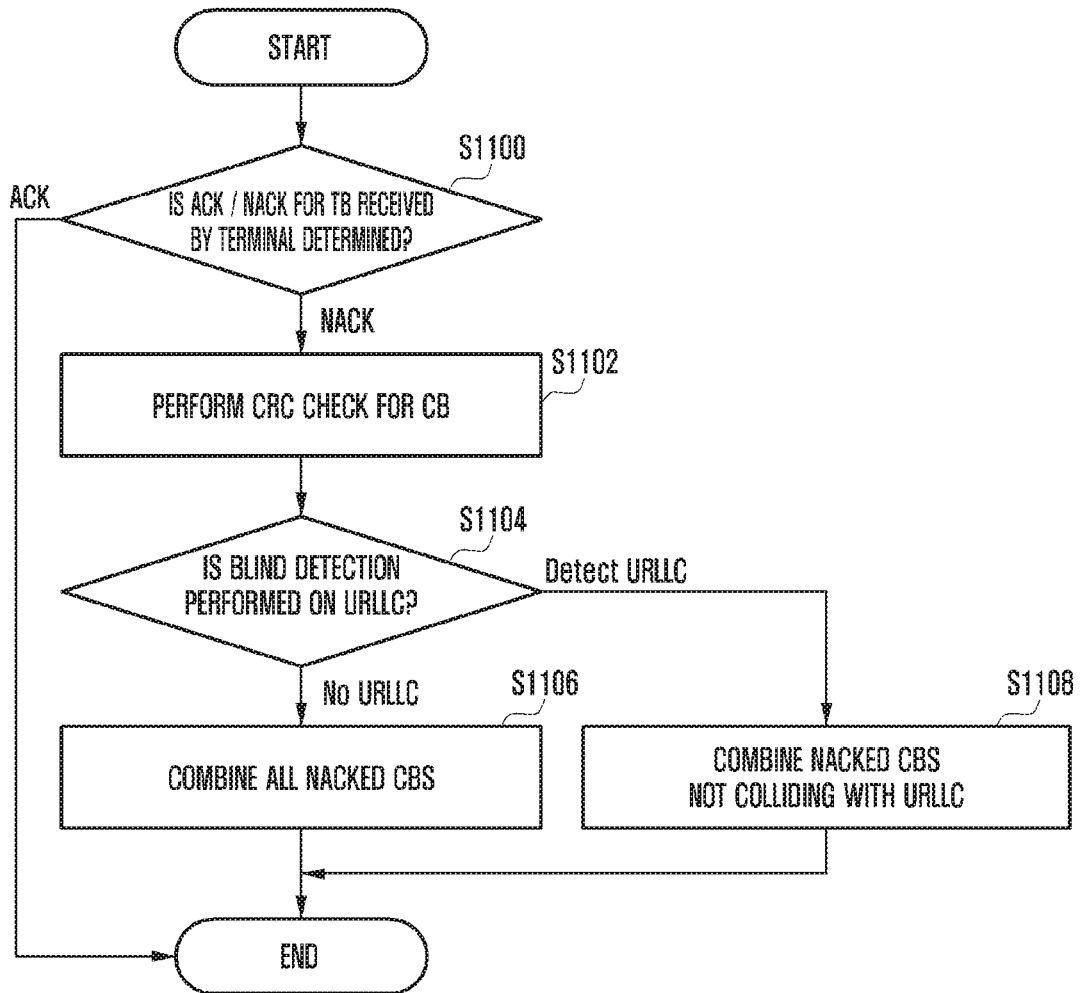 START
S1100
ACK
IS ACK / NACK FOR TB RECEIVED
BY TERMINAL DETERMINED?
NACK
S1102
PERFORM CRC CHECK FOR CB
S1104
IS BLIND DETECTION
PERFORMED ON URLLC?
Detect URLLC
No URLLC
S1106
S1108
COMBINE ALL NACKED CBS
COMBINE NACKED CBS
NOT COLLIDING WITH URLLC
END